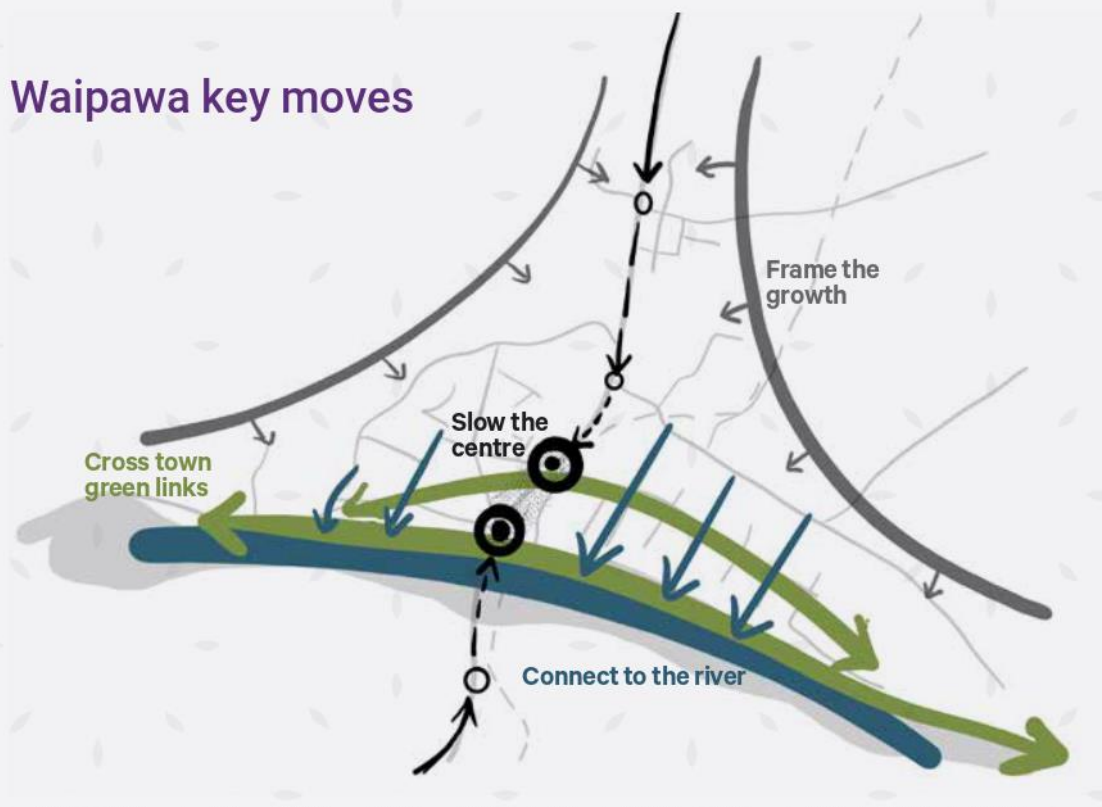 Waipawa key moves
Frame the
growth
Slow the
centre
Cross town
green links
Connect to the river